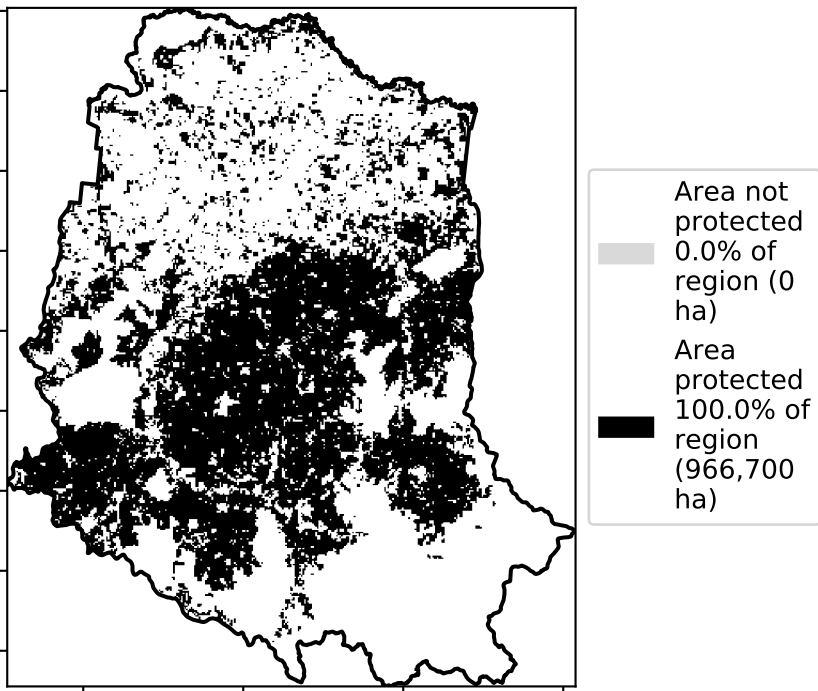 Area not
protected
0.0% of
region (0
ha)
Area
protected
100.0% of
region
(966,700
ha)